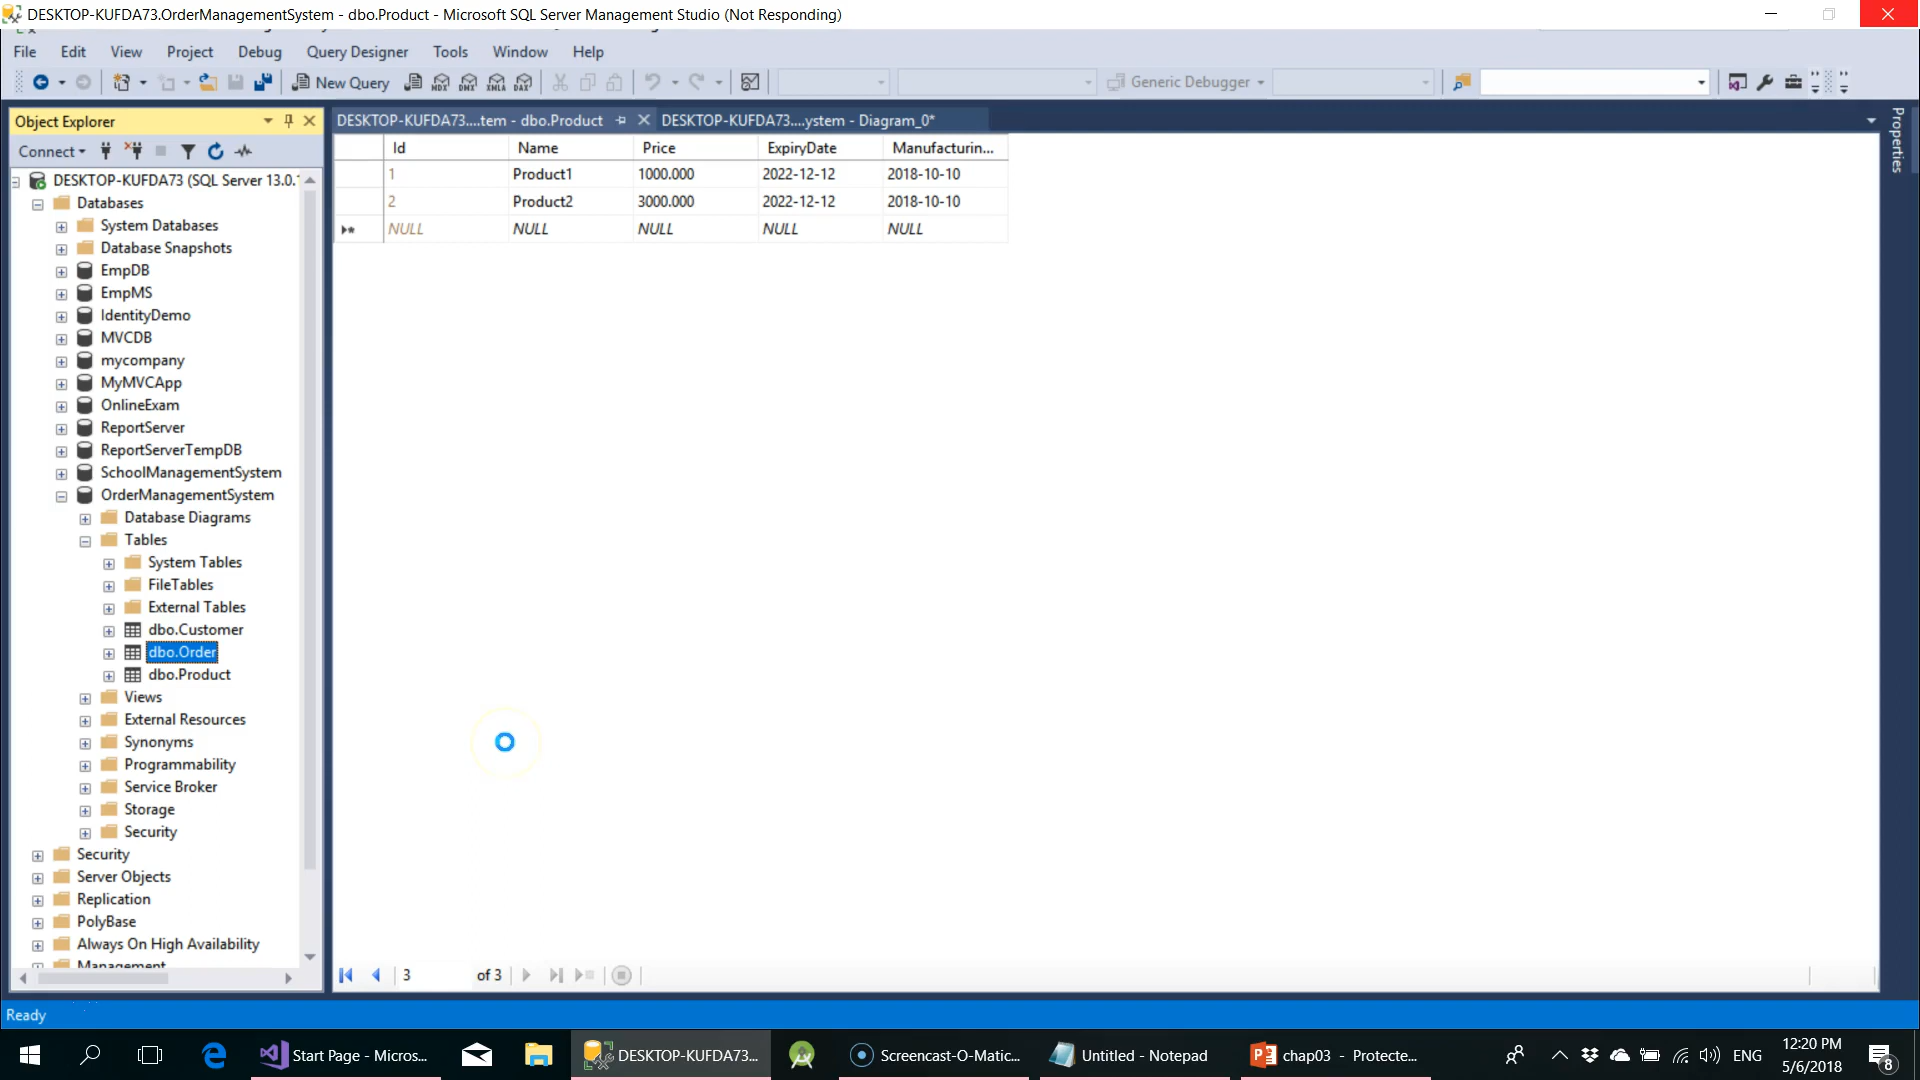 DESKTOP-KUFDA73.OrderManagementSystem - dbo.Product - Microsoft SQL Server Management Studio (Not Responding)
File Edit View Project Debug Query Designer Tools Window Help
New Query MDX DMX XMLA DAX Generic Debugger
Object Explorer
Connect
DESKTOP-KUFDA73 (SQL Server 13.0.1
Databases
System Databases
Database Snapshots
EmpDB
EmpMS
IdentityDemo
MVCDB
mycompany
MyMVCApp
OnlineExam
ReportServer
ReportServerTempDB
SchoolManagementSystem
OrderManagementSystem
Database Diagrams
Tables
System Tables
FileTables
External Tables
dbo.Customer
dbo.Order
dbo.Product
Views
External Resources
Synonyms
Programmability
Service Broker
Storage
Security
Security
Server Objects
Replication
PolyBase
Always On High Availability
Management
DESKTOP-KUFDA73....tem - dbo.Product DESKTOP-KUFDA73....ystem - Diagram_0*
Id Name Price ExpiryDate Manufacturin...
1 Product1 1000.000 2022-12-12 2018-10-10
2 Product2 3000.000 2022-12-12 2018-10-10
NULL NULL NULL NULL NULL
3 of 3
Properties
Ready
Start Page - Micros... DESKTOP-KUFDA73... Screencast-O-Matic... Untitled - Notepad chap03 - Protecte... ENG
12:20 PM
5/6/2018
8